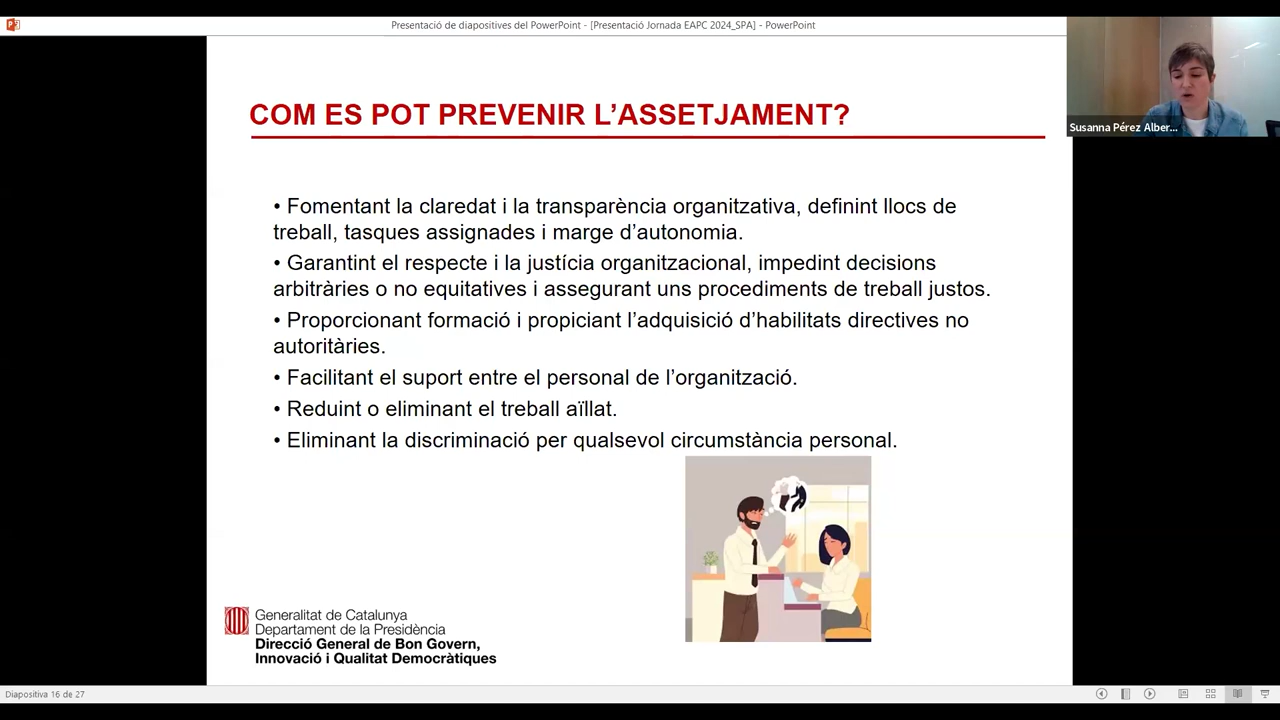 Presentació de diapositives del PowerPoint - [Presentació Jornada EAPC 2024_SPA] - PowerPoint
COM ES POT PREVENIR L’ASSETJAMENT?
Susanna Pérez Alber...
• Fomentant la claredat i la transparència organitzativa, definint llocs de
treball, tasques assignades i marge d’autonomia.
• Garantint el respecte i la justícia organitzacional, impedint decisions
arbitràries o no equitatives i assegurant uns procediments de treball justos.
• Proporcionant formació i propiciant l’adquisició d’habilitats directives no
autoritàries.
• Facilitant el suport entre el personal de l’organització.
• Reduint o eliminant el treball aïllat.
• Eliminant la discriminació per qualsevol circumstància personal.
Generalitat de Catalunya
Departament de la Presidència
Direcció General de Bon Govern,
Innovació i Qualitat Democràtiques
Diapositiva 16 de 27